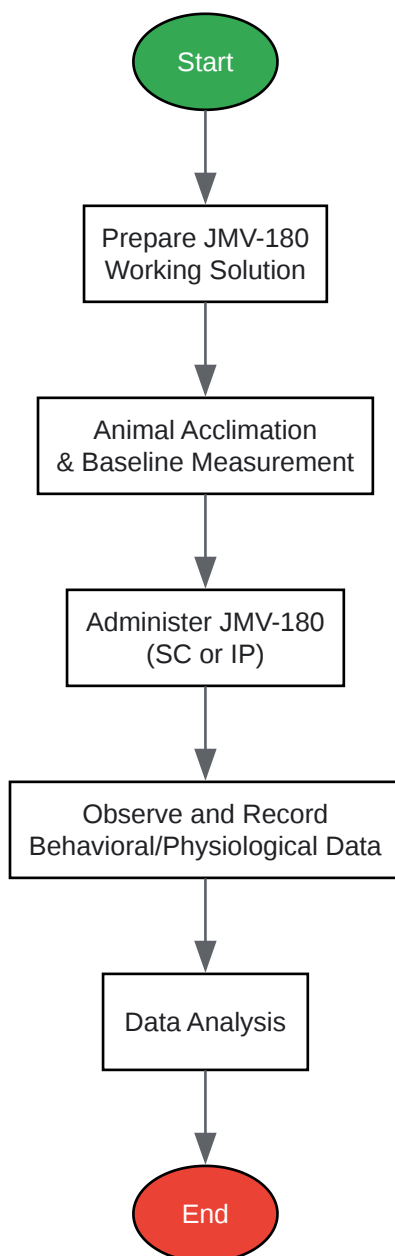 Start
Prepare JMV-180
Working Solution
Animal Acclimation
& Baseline Measurement
Administer JMV-180
(SC or IP)
Observe and Record
Behavioral/Physiological Data
Data Analysis
End